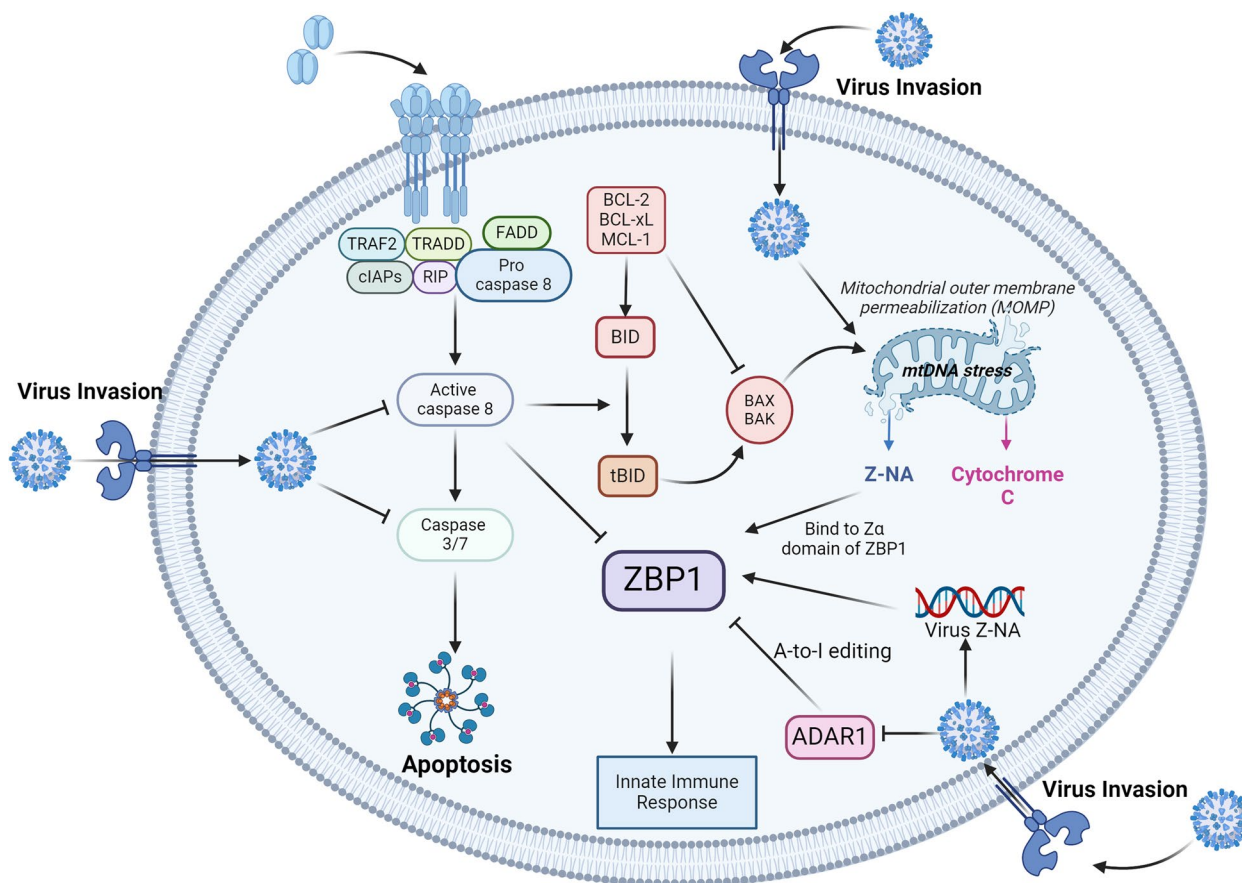 Virus Invasion
TRAF2
TRADD
FADD
cIAPs
RIP
Pro
caspase 8
BCL-2
BCL-xL
MCL-1
Mitochondrial outer membrane
permeabilization (MOMP)
BID
mtDNA stress
Virus Invasion
Active
caspase 8
BAX
BAK
tBID
Z-NA
Cytochrome
C
Caspase
3/7
Bind to Zα
domain of ZBP1
ZBP1
Virus Z-NA
A-to-I editing
ADAR1
Apoptosis
Innate Immune
Response
Virus Invasion